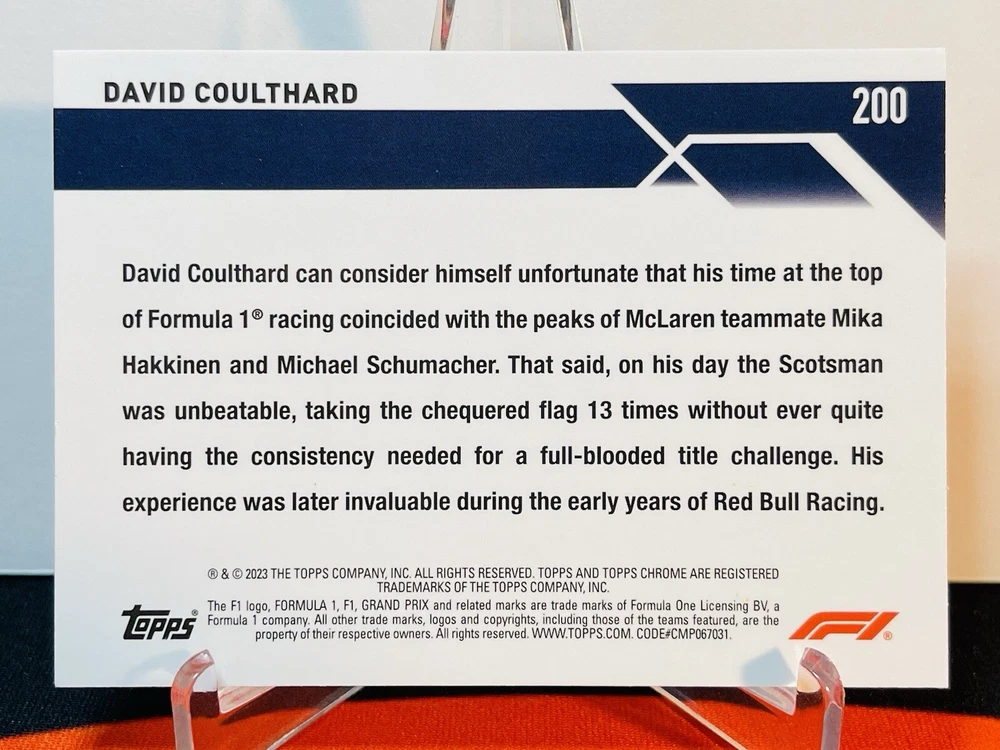 DAVID COULTHARD
200
David Coulthard can consider himself unfortunate that his time at the top
of Formula 1® racing coincided with the peaks of McLaren teammate Mika
Hakkinen and Michael Schumacher. That said, on his day the Scotsman
was unbeatable, taking the chequered flag 13 times without ever quite
having the consistency needed for a full-blooded title challenge. His
experience was later invaluable during the early years of Red Bull Racing.
® & © 2023 THE TOPPS COMPANY, INC. ALL RIGHTS RESERVED. TOPPS AND TOPPS CHROME ARE REGISTERED
TRADEMARKS OF THE TOPPS COMPANY, INC.
The F1 logo, FORMULA 1, F1, GRAND PRIX and related marks are trade marks of Formula One Licensing BV, a
Formula 1 company. All other trade marks, logos and copyrights, including those of the teams featured, are the
property of their respective owners. All rights reserved. WWW.TOPPS.COM. CODE#CMP067031.
Topps®
F1®